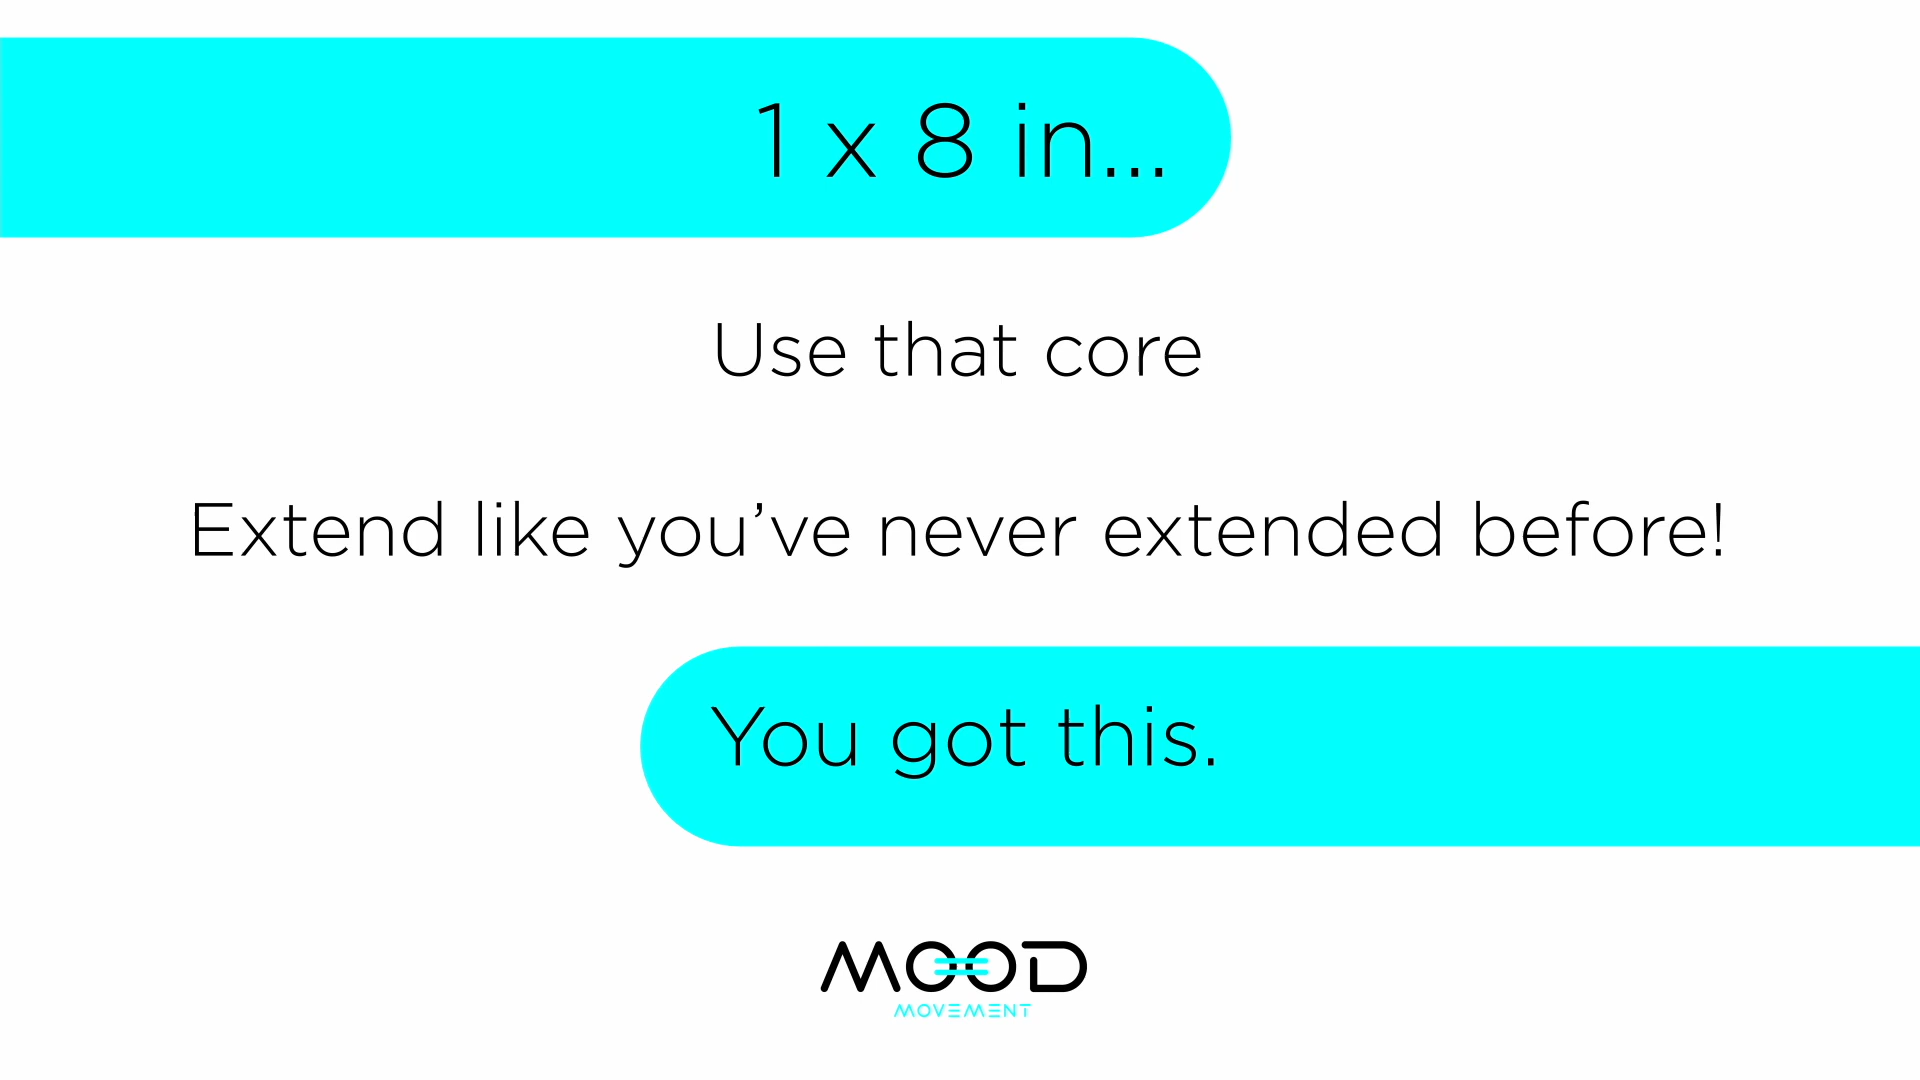 1 x 8 in...
Use that core
Extend like you’ve never extended before!
You got this.
MOOD
MOVEMENT